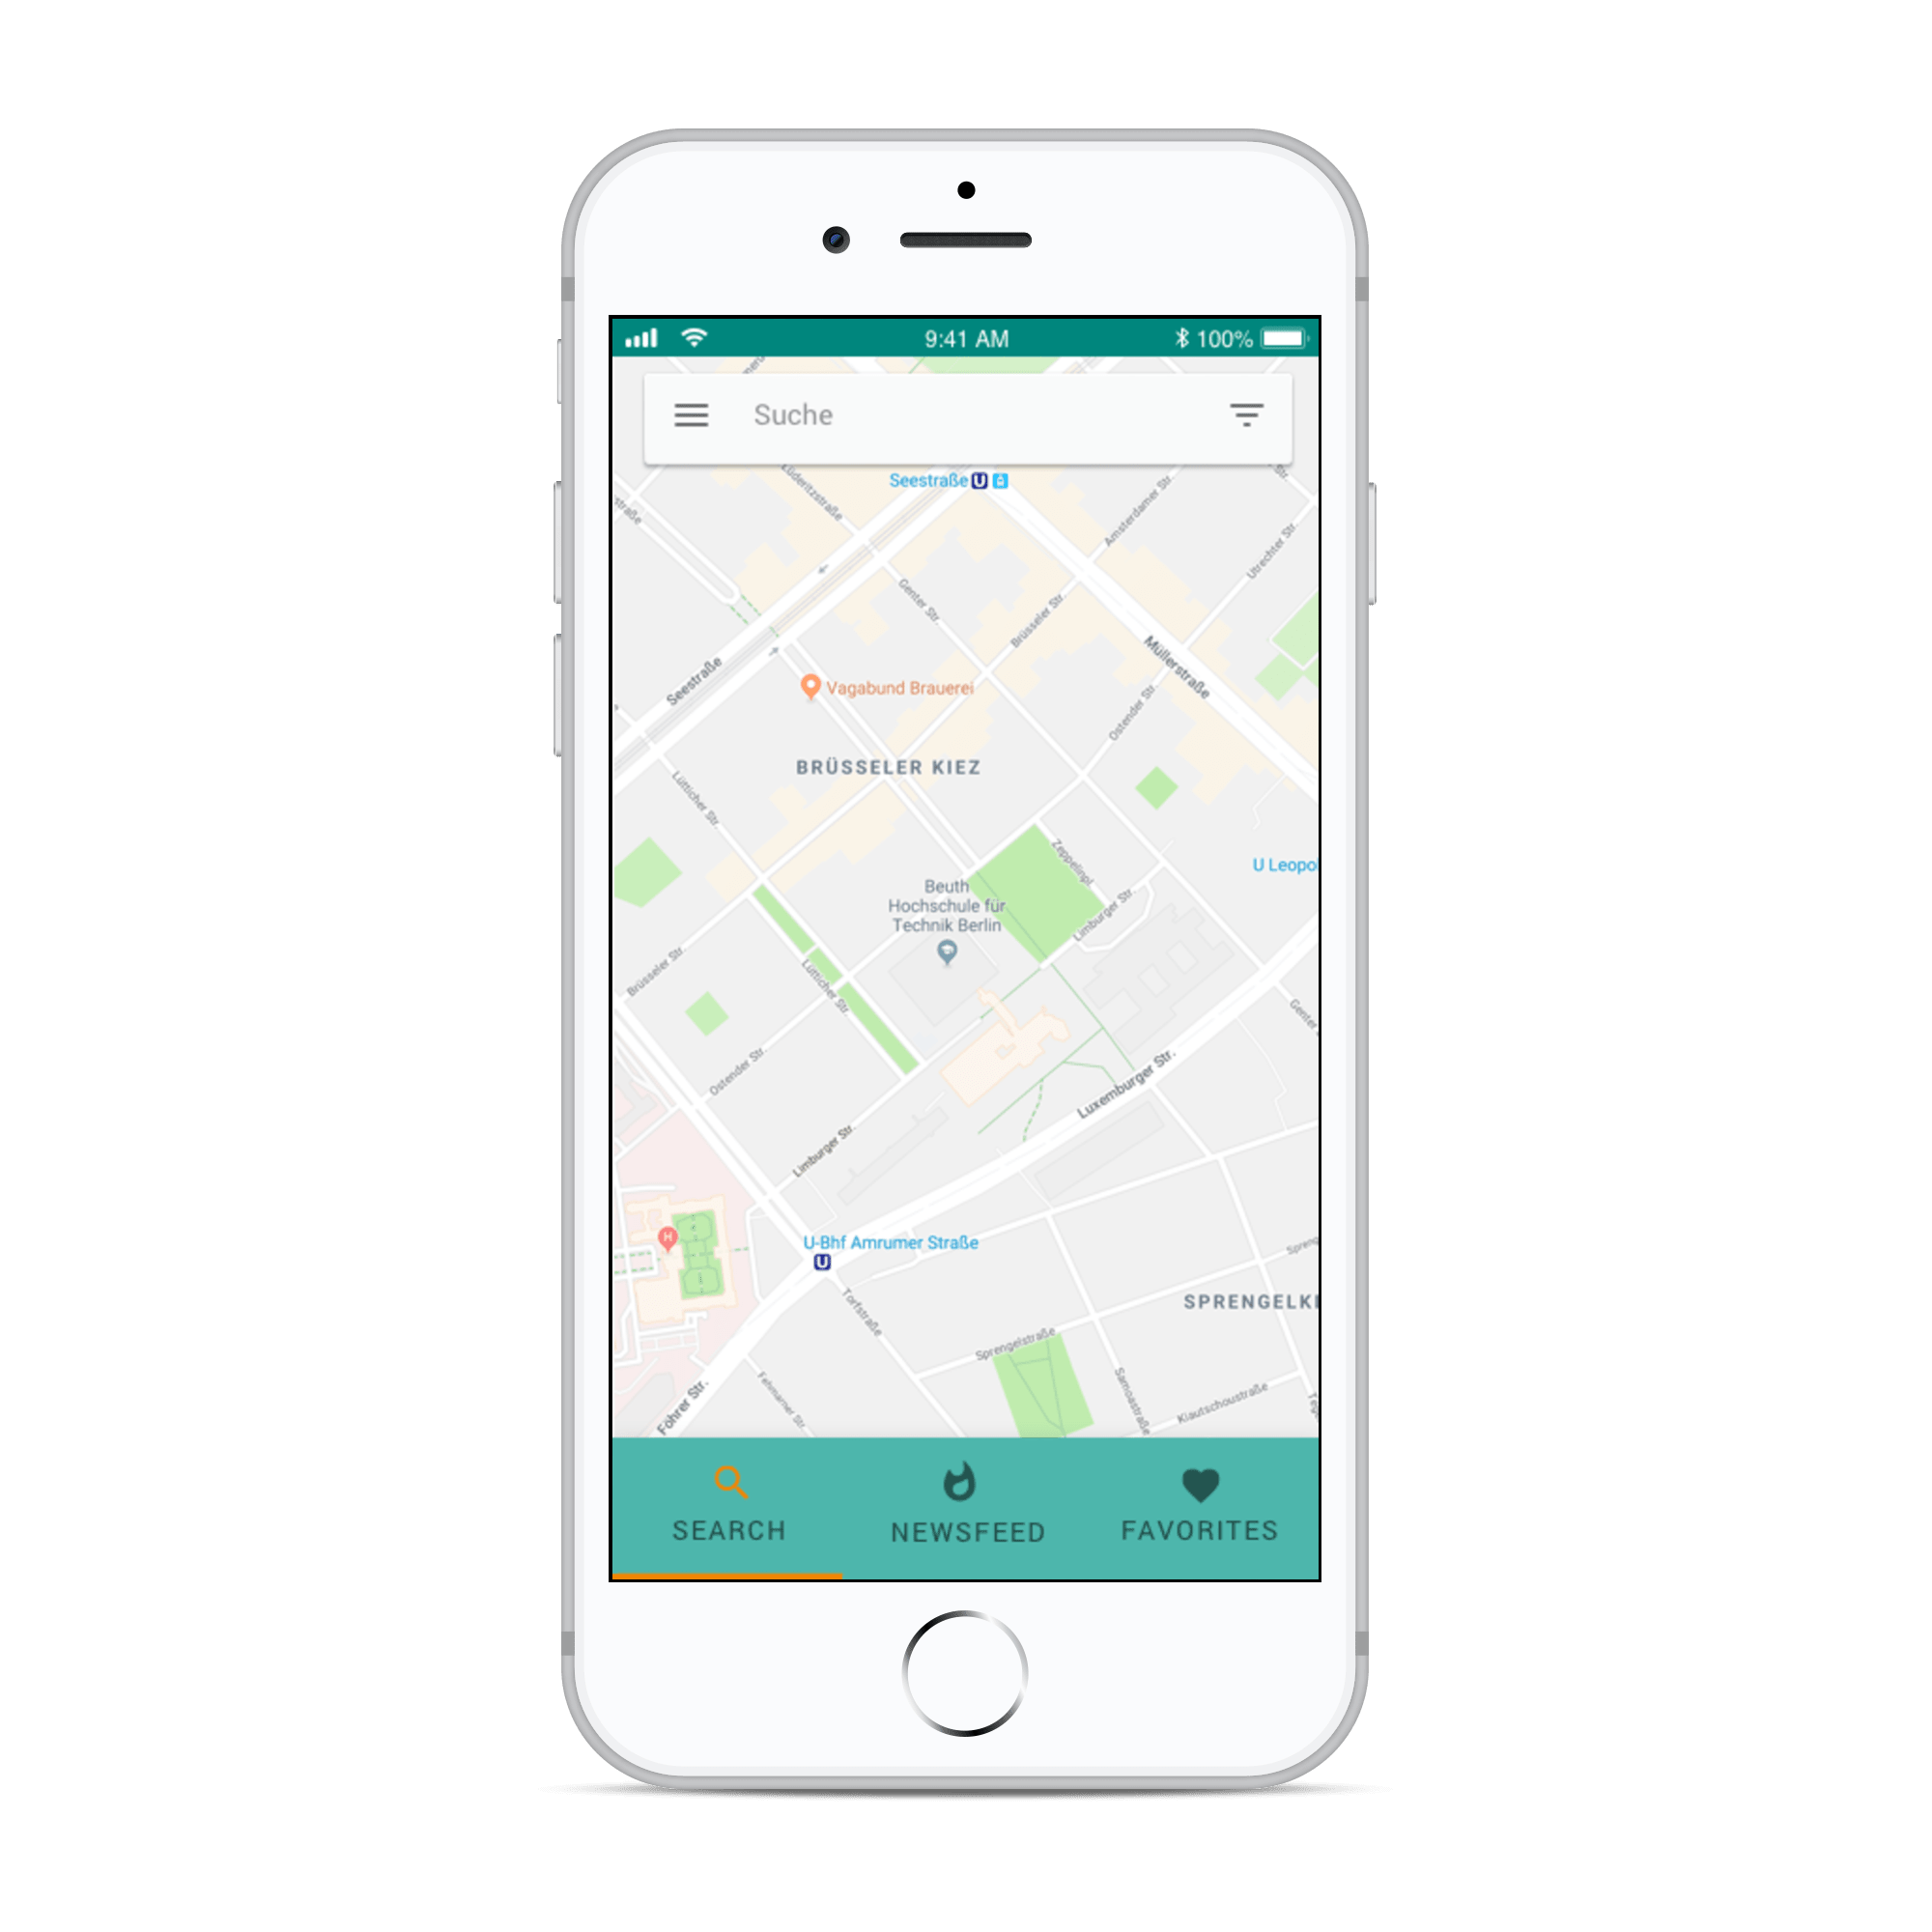 9:41 AM
100%
Suche
Seestraße U
Lüderitzstraße
straße
Str.
Amsterdamer Str.
Utrechter Str.
Genter Str.
Brüsseler Str.
Müllerstraße
Seestraße
Vagabund Brauerei
Ostender Str.
BRÜSSELER KIEZ
Lütticher Str.
Zeppelinpl.
U Leopol
Beuth
Hochschule für
Technik Berlin
Limburger Str.
Brüsseler Str.
Lütticher Str.
Genter
Ostender Str.
Luxemburger Str.
Limburger Str.
H
U-Bhf Amrumer Straße
U
Spreng
SPRENGELKI
Torfstraße
Sprengelstraße
Samoastraße
Kiautschoustraße
Fehmarner Str.
Föhrer Str.
SEARCH
NEWSFEED
FAVORITES